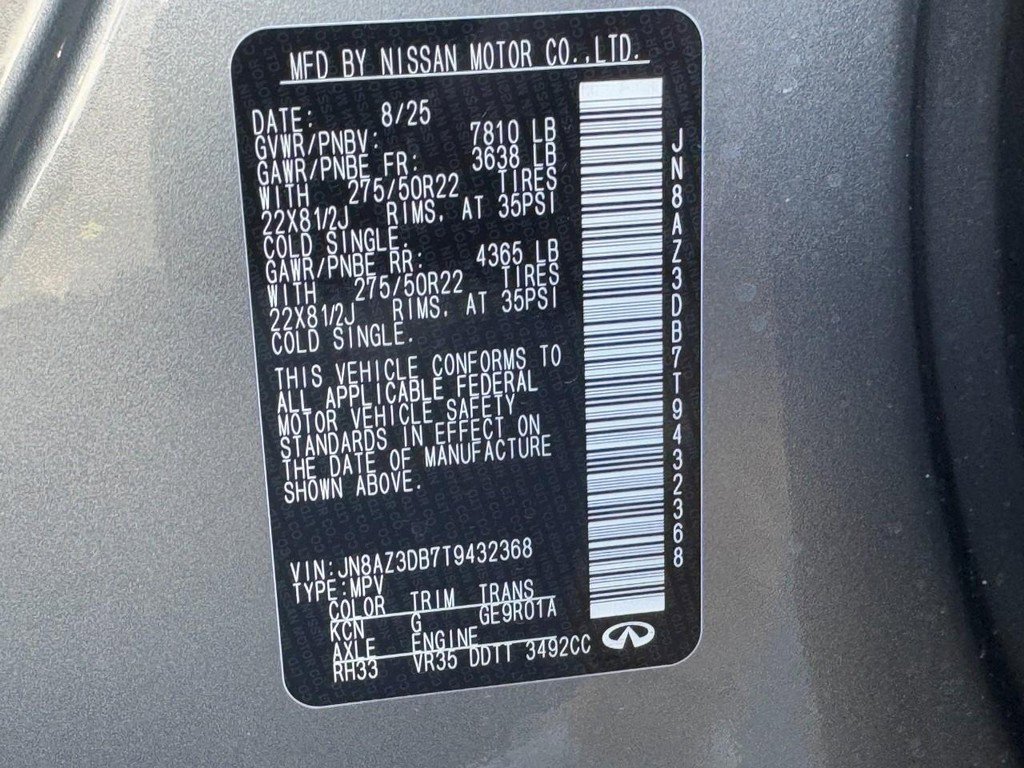 MFD BY NISSAN MOTOR CO.,LTD.
DATE: 8/25
GVWR/PNBV: 7810 LB
GAWR/PNBE FR: 3638 LB
WITH 275/50R22 TIRES
22X81/2J RIMS, AT 35PSI
COLD SINGLE.
GAWR/PNBE RR: 4365 LB
WITH 275/50R22 TIRES
22X81/2J RIMS, AT 35PSI
COLD SINGLE.
THIS VEHICLE CONFORMS TO
ALL APPLICABLE FEDERAL
MOTOR VEHICLE SAFETY
STANDARDS IN EFFECT ON
THE DATE OF MANUFACTURE
SHOWN ABOVE.
VIN:JN8AZ3DB7T9432368
TYPE:MPV
COLOR TRIM TRANS
KCN G GE9R01A
AXLE ENGINE
RH33 VR35 DDTT 3492CC
JN8AZ3DB7T9432368